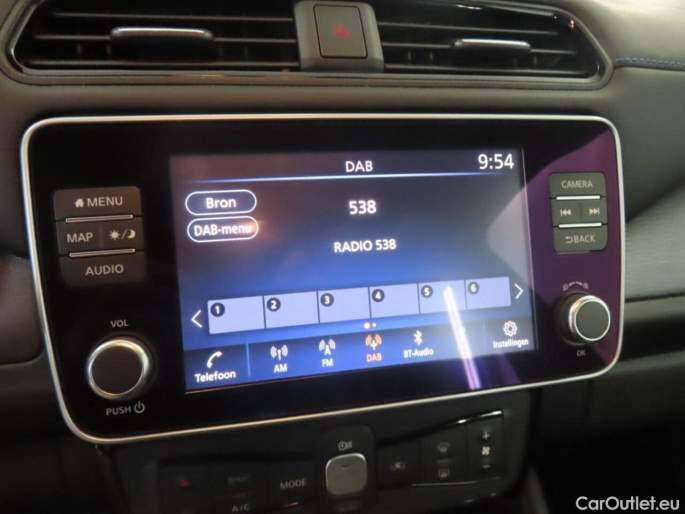 DAB
9:54
Bron
538
DAB-menu
RADIO 538
1 2 3 4 5 6
Telefoon
AM
FM
DAB
BT-Audio
Instellingen
MENU
MAP
AUDIO
VOL
PUSH
CAMERA
BACK
OK
MODE
A/C
CarOutlet.eu